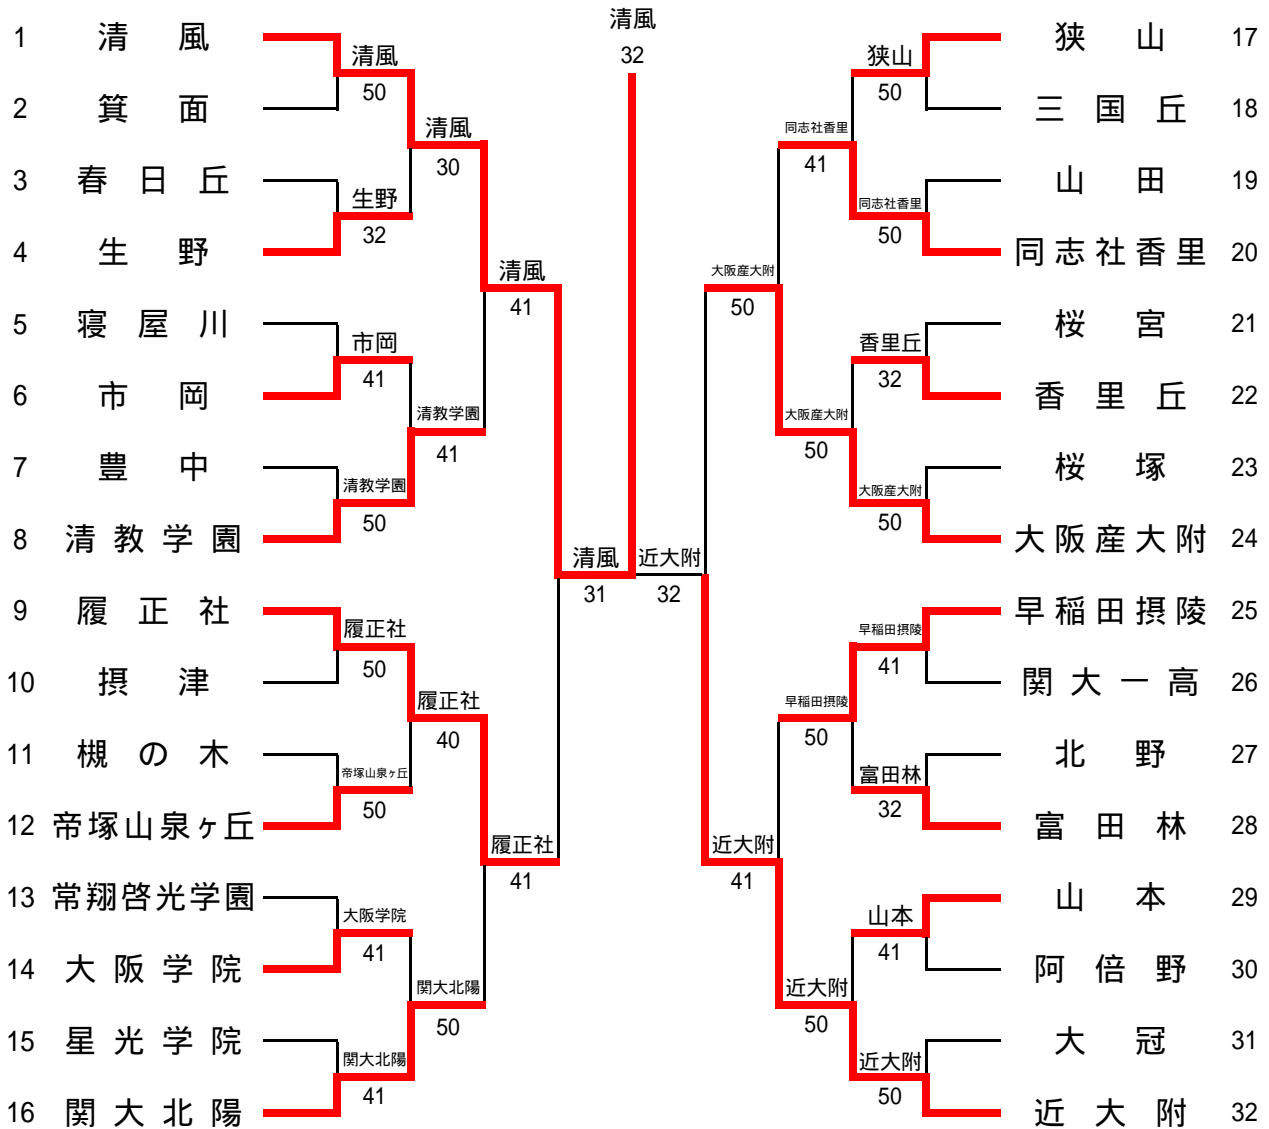 清風
32
1 清風
清風
50
2 箕面
清風
30
3 春日丘
生野
32
4 生野
清風
41
5 寝屋川
市岡
41
6 市岡
清教学園
41
7 豊中
清教学園
50
8 清教学園
清風
31
9 履正社
履正社
50
10 摂津
履正社
40
11 槻の木
帝塚山泉ヶ丘
50
12 帝塚山泉ヶ丘
履正社
41
13 常翔啓光学園
大阪学院
41
14 大阪学院
関大北陽
50
15 星光学院
関大北陽
41
16 関大北陽
狭山 17
狭山
50
三国丘 18
同志社香里
41
山田 19
同志社香里
50
同志社香里 20
大阪産大附
50
桜宮 21
香里丘
32
香里丘 22
大阪産大附
50
桜塚 23
大阪産大附
50
大阪産大附 24
近大附
32
早稲田摂陵 25
早稲田摂陵
41
関大一高 26
早稲田摂陵
50
北野 27
富田林
32
富田林 28
近大附
41
山本 29
山本
41
阿倍野 30
近大附
50
大冠 31
近大附
50
近大附 32